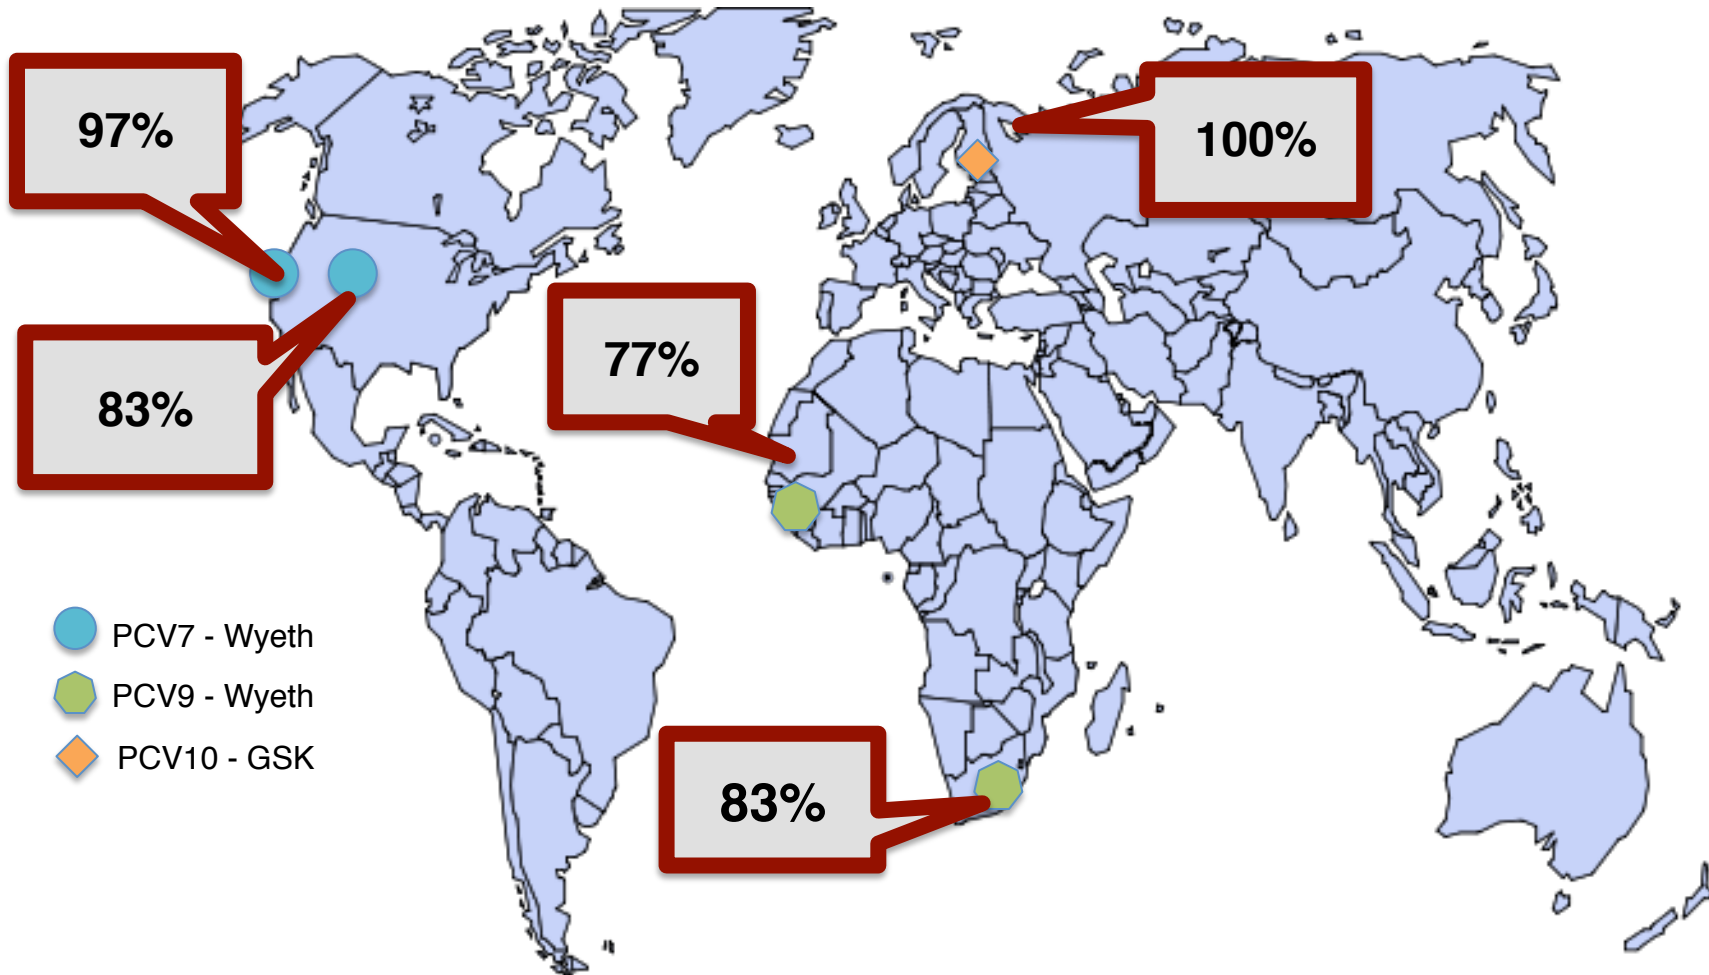 97%
100%
77%
83%
PCV7 - Wyeth
PCV9 - Wyeth
PCV10 - GSK
83%